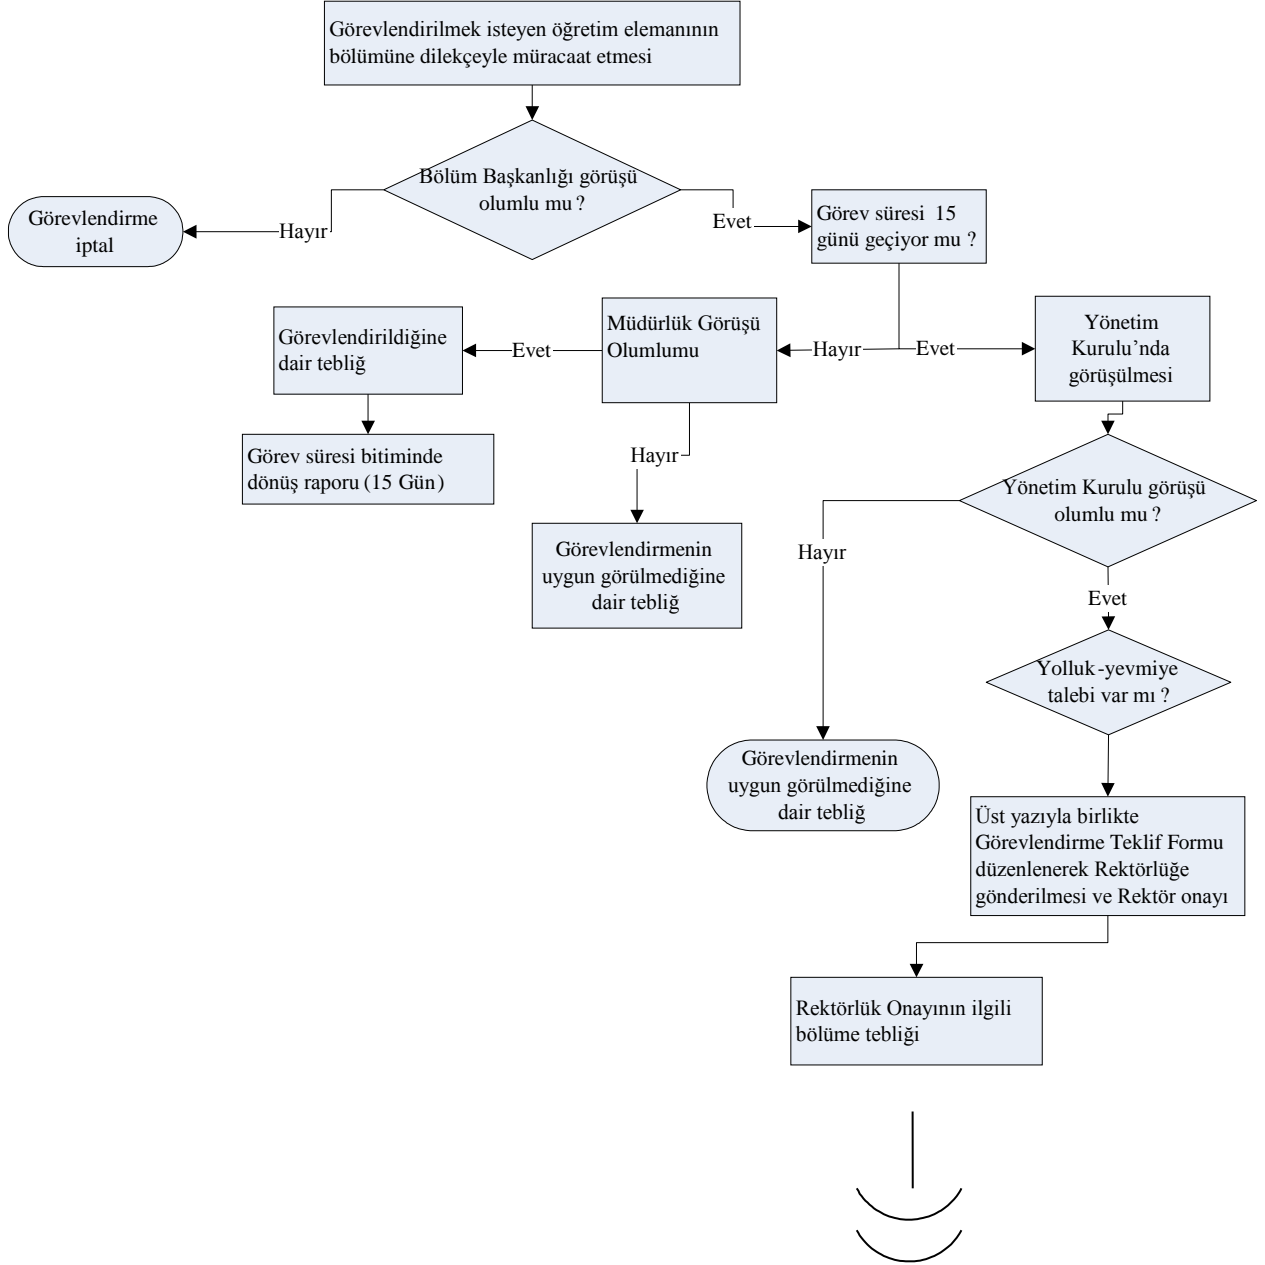 Görevlendirilmek isteyen öğretim elemanının
bölümüne dilekçeyle müracaat etmesi
Bölüm Başkanlığı görüşü
olumlu mu ?
Hayır
Görevlendirme
iptal
Evet
Görev süresi 15
günü geçiyor mu ?
Hayır
Evet
Müdürlük Görüşü
Olumlumu
Evet
Görevlendirildiğine
dair tebliğ
Görev süresi bitiminde
dönüş raporu (15 Gün)
Hayır
Görevlendirmenin
uygun görülmediğine
dair tebliğ
Yönetim
Kurulu’nda
görüşülmesi
Yönetim Kurulu görüşü
olumlu mu ?
Hayır
Görevlendirmenin
uygun görülmediğine
dair tebliğ
Evet
Yolluk-yevmiye
talebi var mı ?
Üst yazıyla birlikte
Görevlendirme Teklif Formu
düzenlenerek Rektörlüğe
gönderilmesi ve Rektör onayı
Rektörlük Onayının ilgili
bölüme tebliği